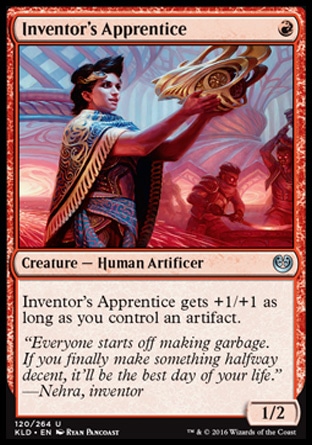 Inventor's Apprentice
Creature — Human Artificer
Inventor's Apprentice gets +1/+1 as
long as you control an artifact.
"Everyone starts off making garbage.
If you finally make something halfway
decent, it'll be the best day of your life."
—Nehra, inventor
1/2
120/264 U
KLD • EN Ryan Pancoast
™ & © 2016 Wizards of the Coast